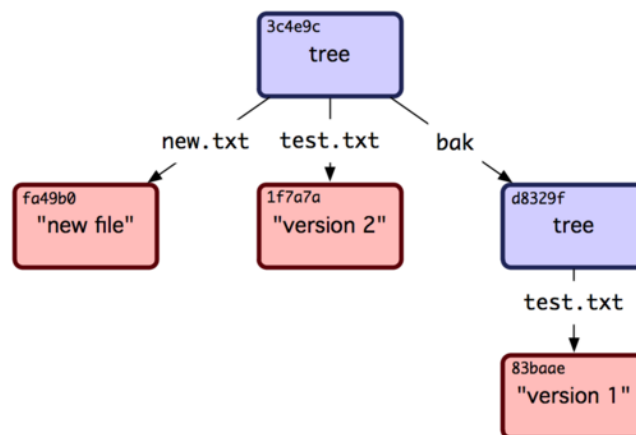 3c4e9c
tree
new.txt test.txt bak
fa49b0 1f7a7a d8329f
"new file" "version 2" tree
test.txt
83baae
"version 1"